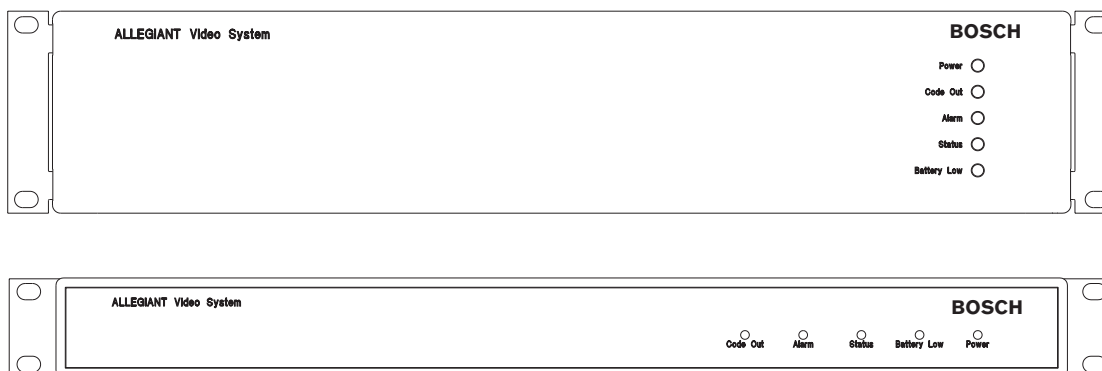 ALLEGIANT Video System BOSCH
Power
Code Out
Alarm
Status
Battery Low
ALLEGIANT Video System BOSCH
Code Out Alarm Status Battery Low Power